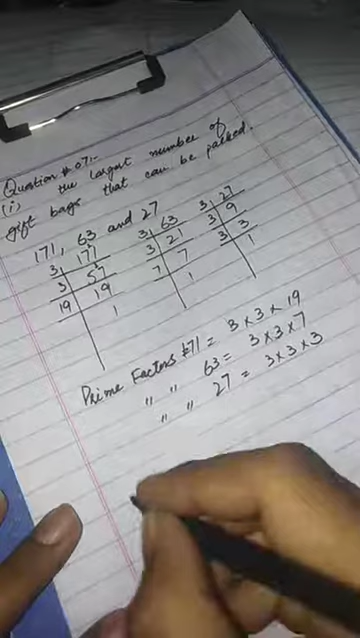 Question # 07:-
(i) the largest number of
gift bags that can be packed.
171, 63 and 27
3 171 3 63 3 27
3 57 3 21 3 9
19 19 7 7 3 3
1 1 1
Prime Factors 171 = 3 x 3 x 19
" " 63 = 3 x 3 x 7
" " 27 = 3 x 3 x 3